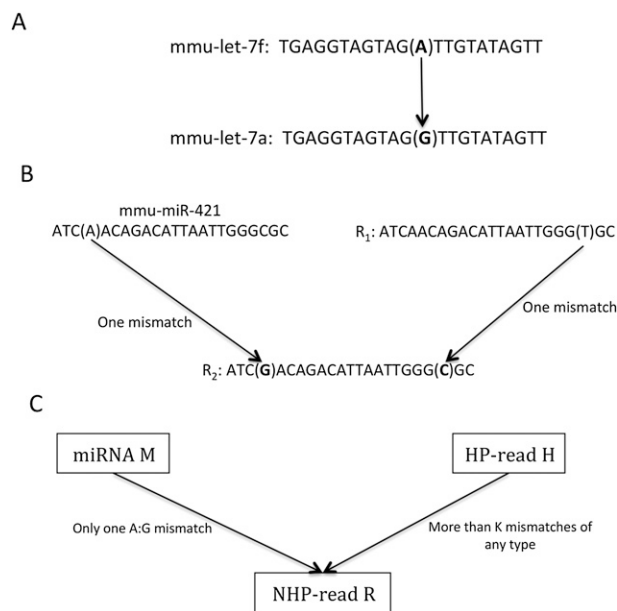 A
mmu-let-7f: TGAGGTAGTAG(A)TTGTATAGTT
mmu-let-7a: TGAGGTAGTAG(G)TTGTATAGTT
B
mmu-miR-421
ATC(A)ACAGACATTAATTGGGCGC
R1: ATCAACAGACATTAATTGGG(T)GC
One mismatch
One mismatch
R2: ATC(G)ACAGACATTAATTGGG(C)GC
C
miRNA M
HP-read H
Only one A:G mismatch
More than K mismatches of
any type
NHP-read R